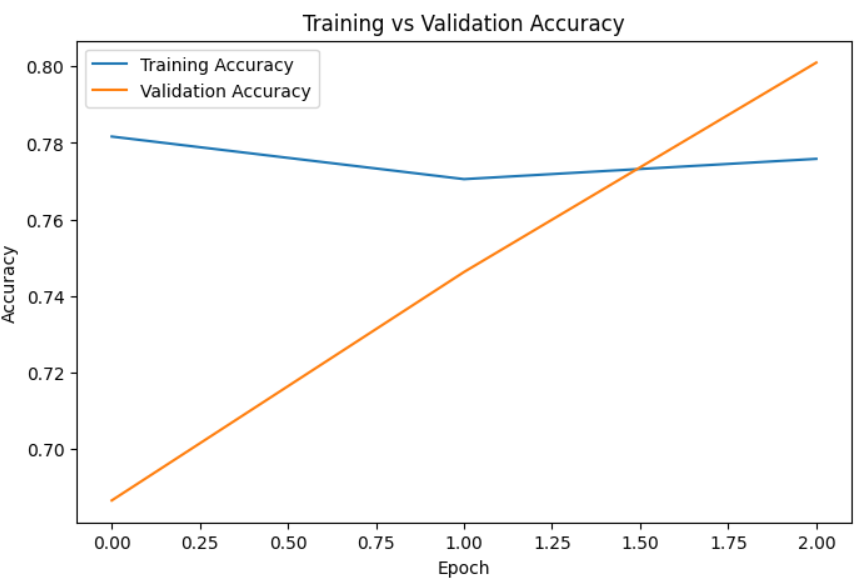 Training vs Validation Accuracy
Training Accuracy
Validation Accuracy
0.80
0.78
0.76
0.74
0.72
0.70
Accuracy
0.00 0.25 0.50 0.75 1.00 1.25 1.50 1.75 2.00
Epoch